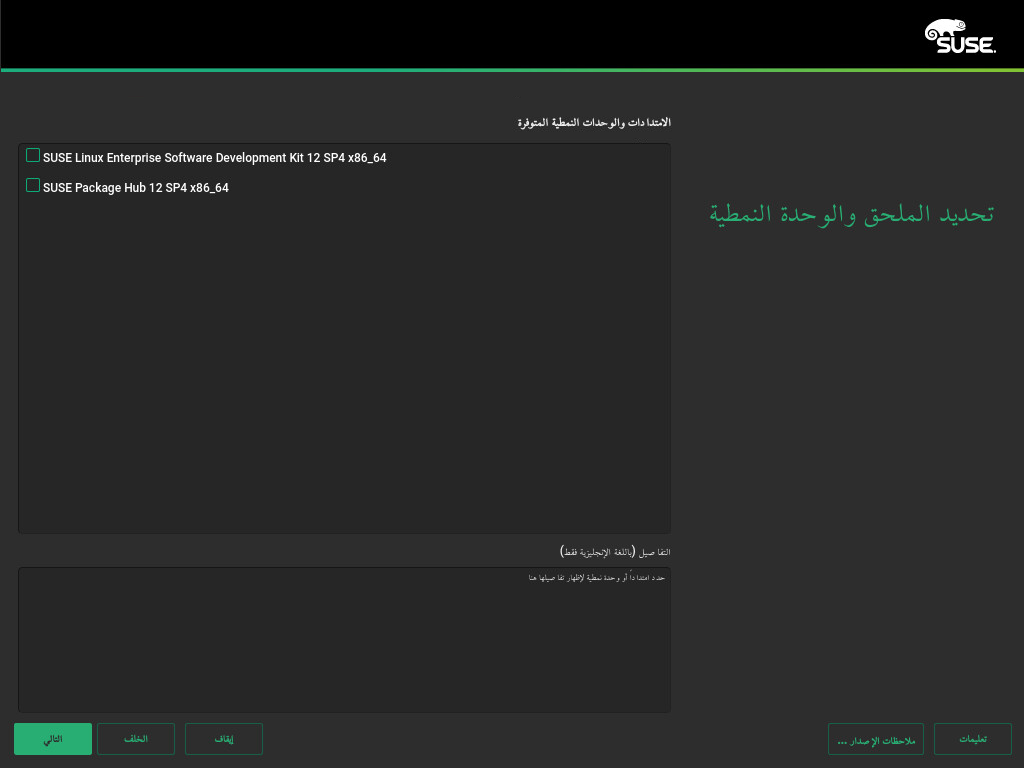 SUSE.
الامتدادات والوحدات النمطية المتوفرة
SUSE Linux Enterprise Software Development Kit 12 SP4 x86_64
SUSE Package Hub 12 SP4 x86_64
تحديد الملحق والوحدة النمطية
التفاصيل (باللغة الإنجليزية فقط)
حدد امتدادًا أو وحدة نمطية لإظهار تفاصيلها هنا
تعليمات
ملاحظات الإصدار ...
إيقاف
الخلف
التالي